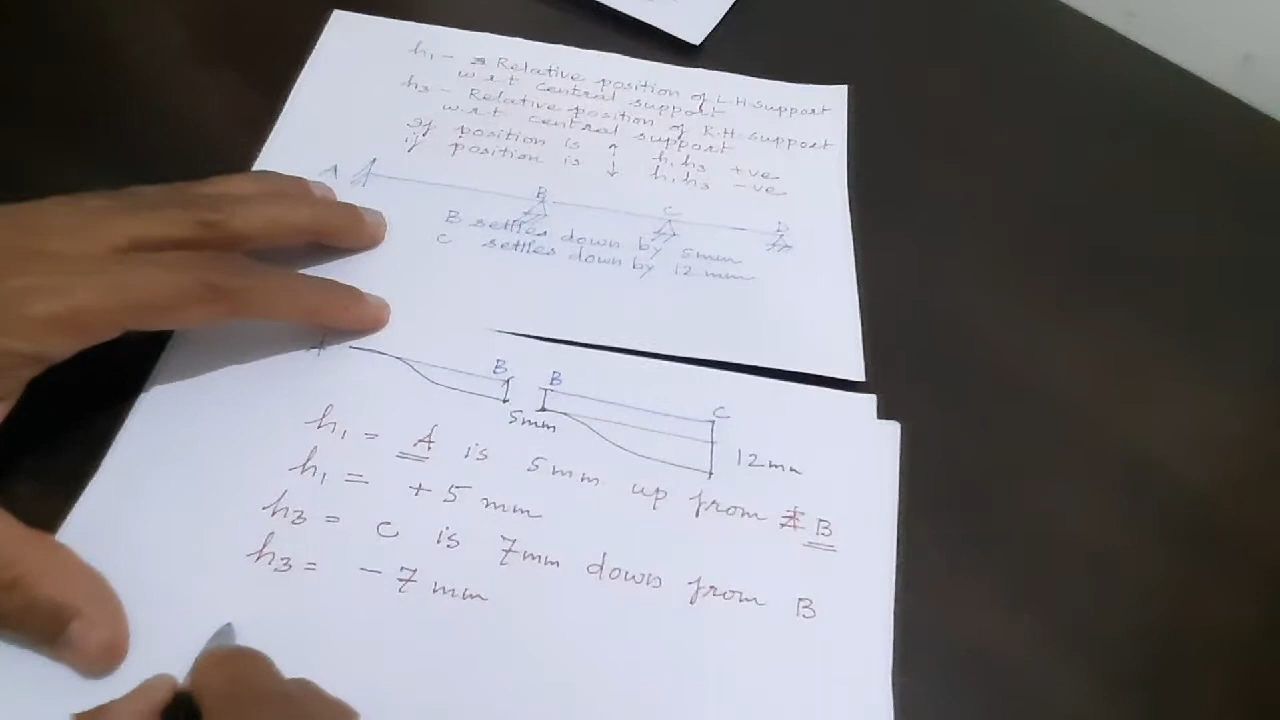 h1 - Relative position of L.H support
w r t central support
h3 - Relative position of R.H. support
w.r.t central support
If position is ↑ h1 h3 +ve
if position is ↓ h1 h3 -ve
A B C D
B settles down by 5mm
C settles down by 12 mm
A B B C
5mm
12mm
h1 = A is 5mm up from B
h1 = +5 mm
h3 = C is 7mm down from B
h3 = -7 mm